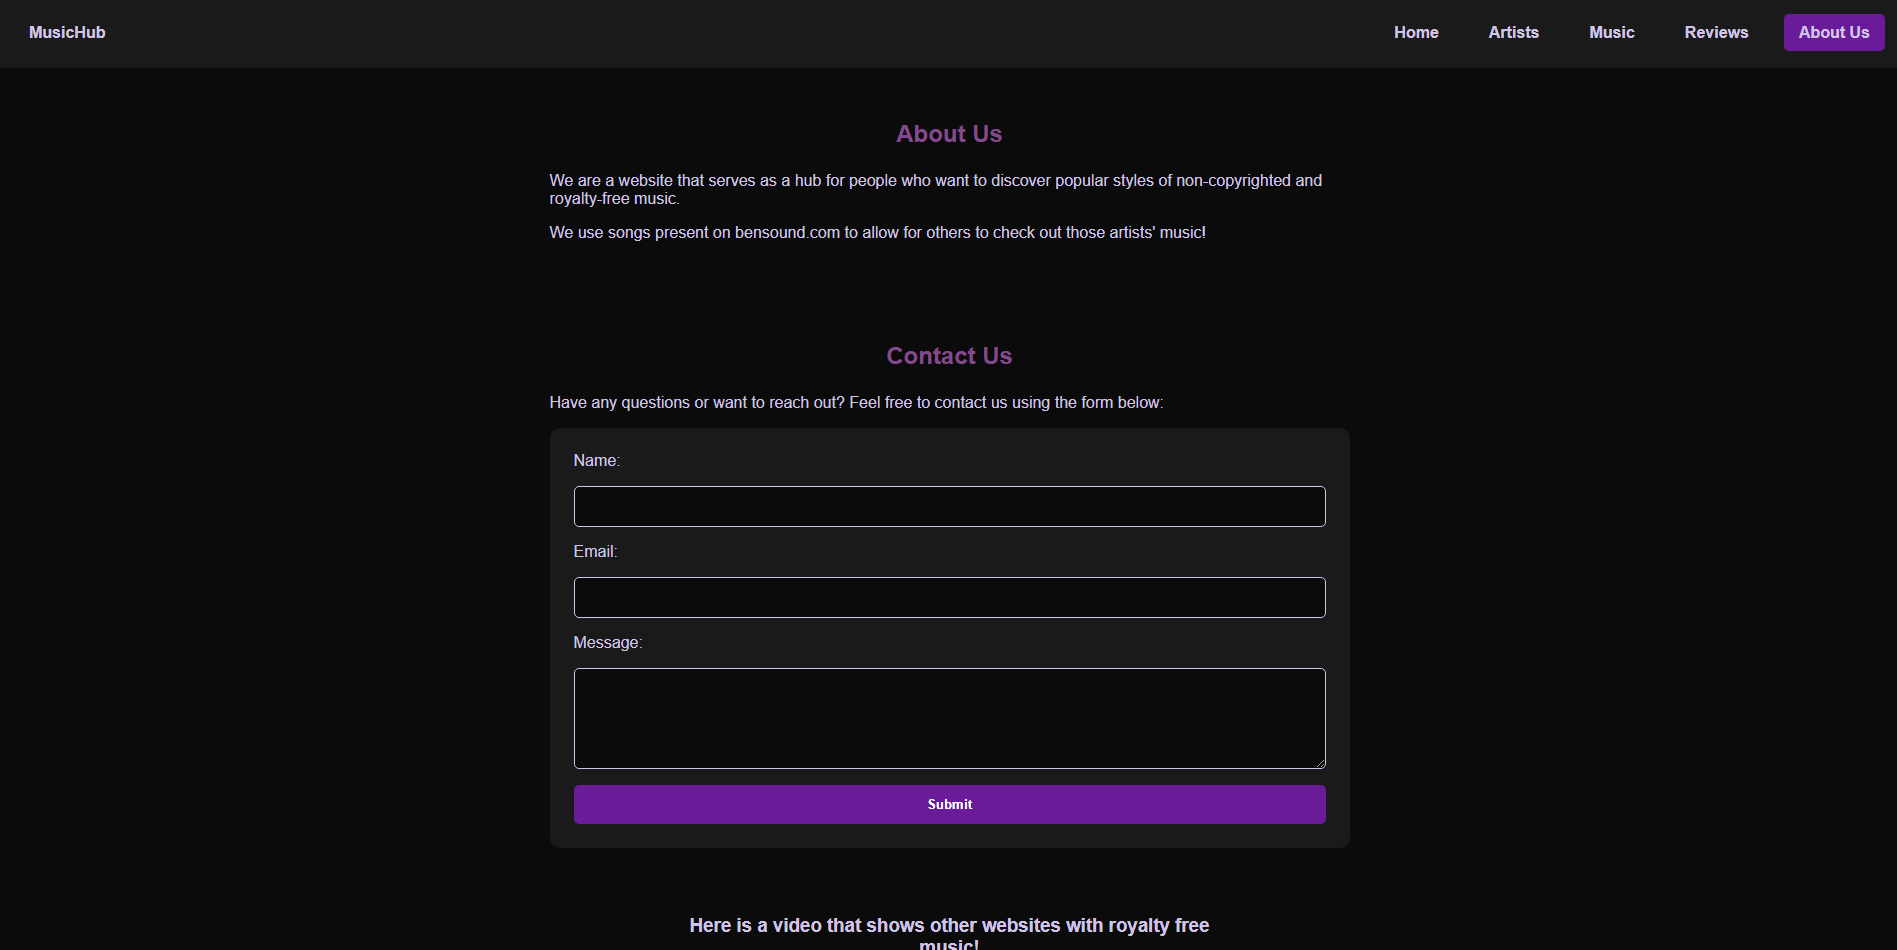 MusicHub
Home
Artists
Music
Reviews
About Us
About Us
We are a website that serves as a hub for people who want to discover popular styles of non-copyrighted and
royalty-free music.
We use songs present on bensound.com to allow for others to check out those artists' music!
Contact Us
Have any questions or want to reach out? Feel free to contact us using the form below:
Name:
Email:
Message:
Submit
Here is a video that shows other websites with royalty free
music!